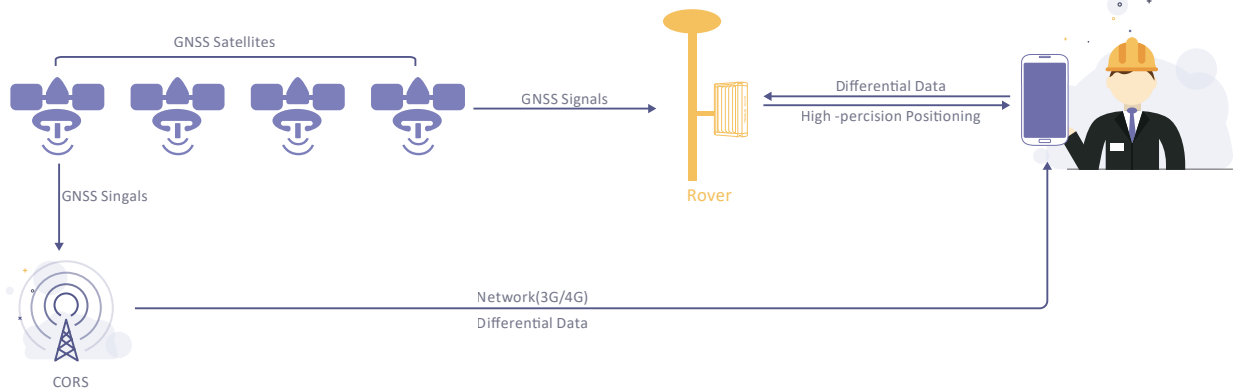 GNSS Satellites
GNSS Signals
Differential Data
High -percision Positioning
GNSS Singals
Rover
Network(3G/4G)
Differential Data
CORS